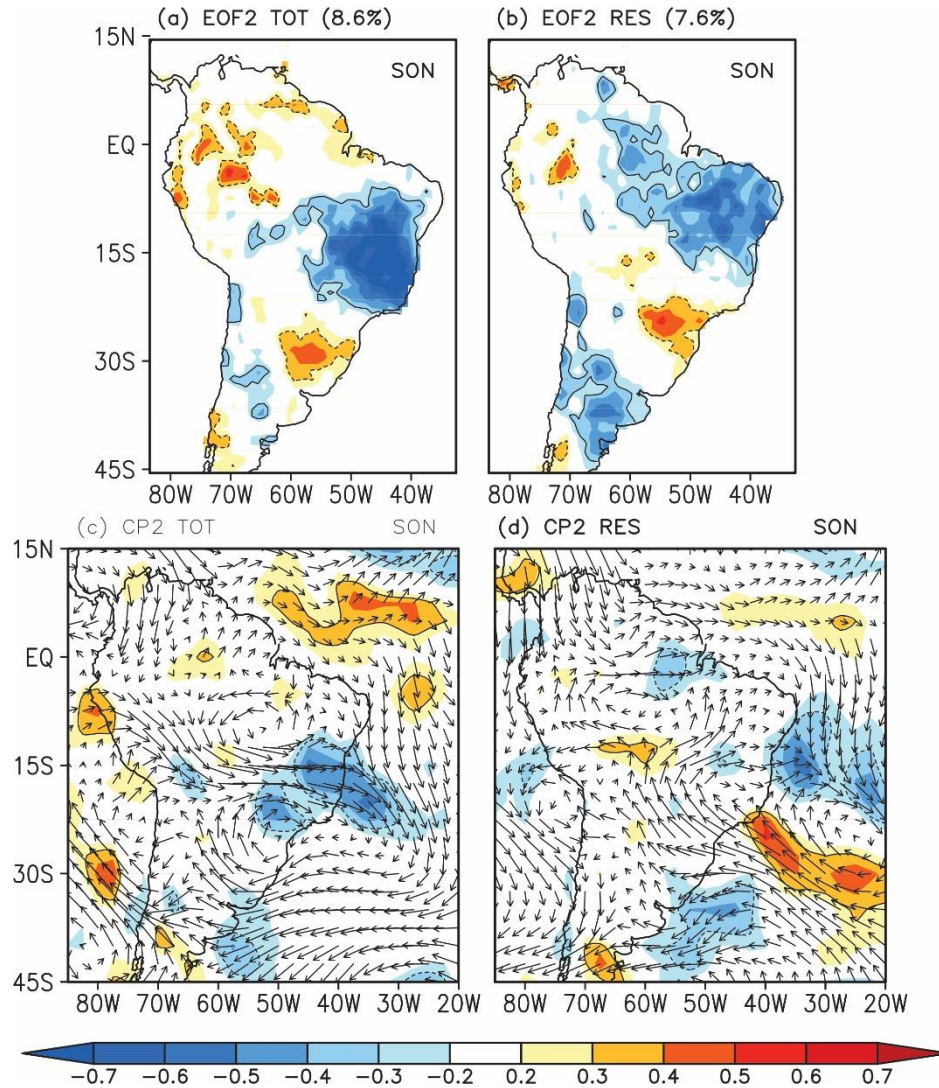 (a) EOF2 TOT (8.6%)
(b) EOF2 RES (7.6%)
15N
SON
SON
EQ
15S
30S
45S
80W 70W 60W 50W 40W
80W 70W 60W 50W 40W
(c) CP2 TOT SON
(d) CP2 RES SON
15N
EQ
15S
30S
45S
80W 70W 60W 50W 40W 30W 20W
80W 70W 60W 50W 40W 30W 20W
-0.7 -0.6 -0.5 -0.4 -0.3 -0.2 0.2 0.3 0.4 0.5 0.6 0.7